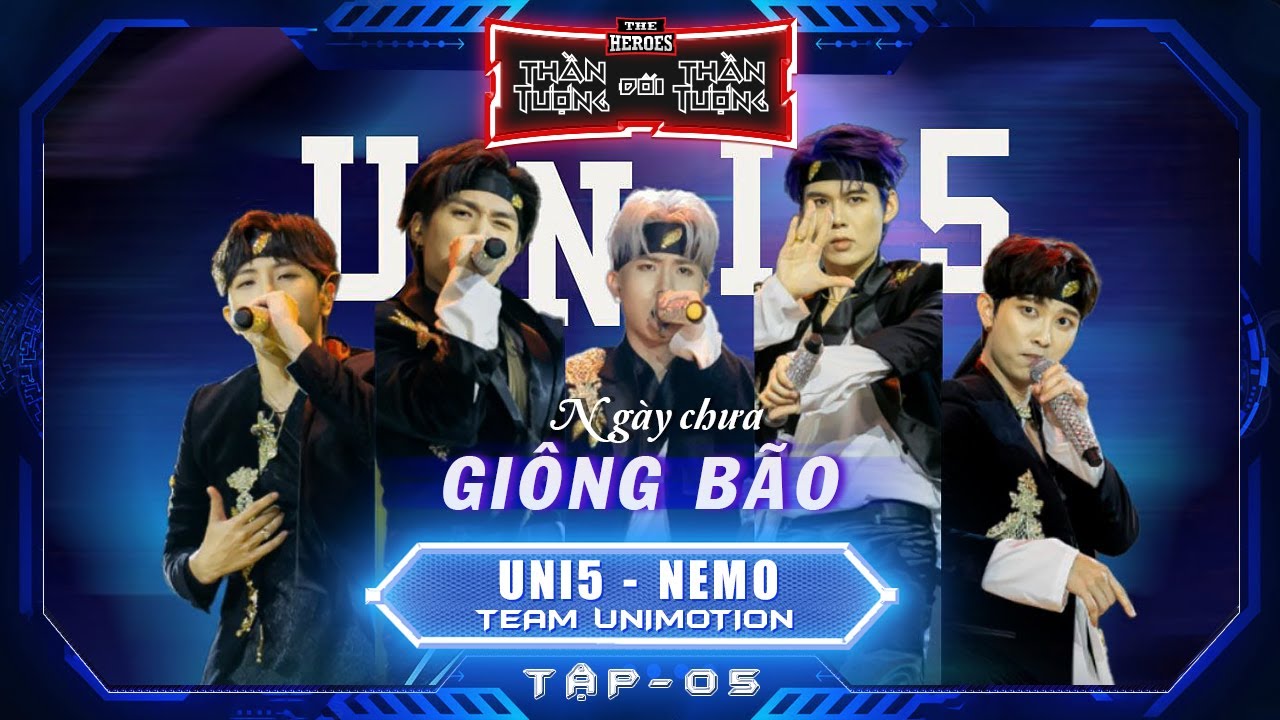 THE
HEROES
THẦN ĐỐI THẦN
TƯỢNG TƯỢNG
UNI5
Ngày chưa
GIÔNG BÃO
UNI5 - NEMO
TEAM UNIMOTION
TẬP-05